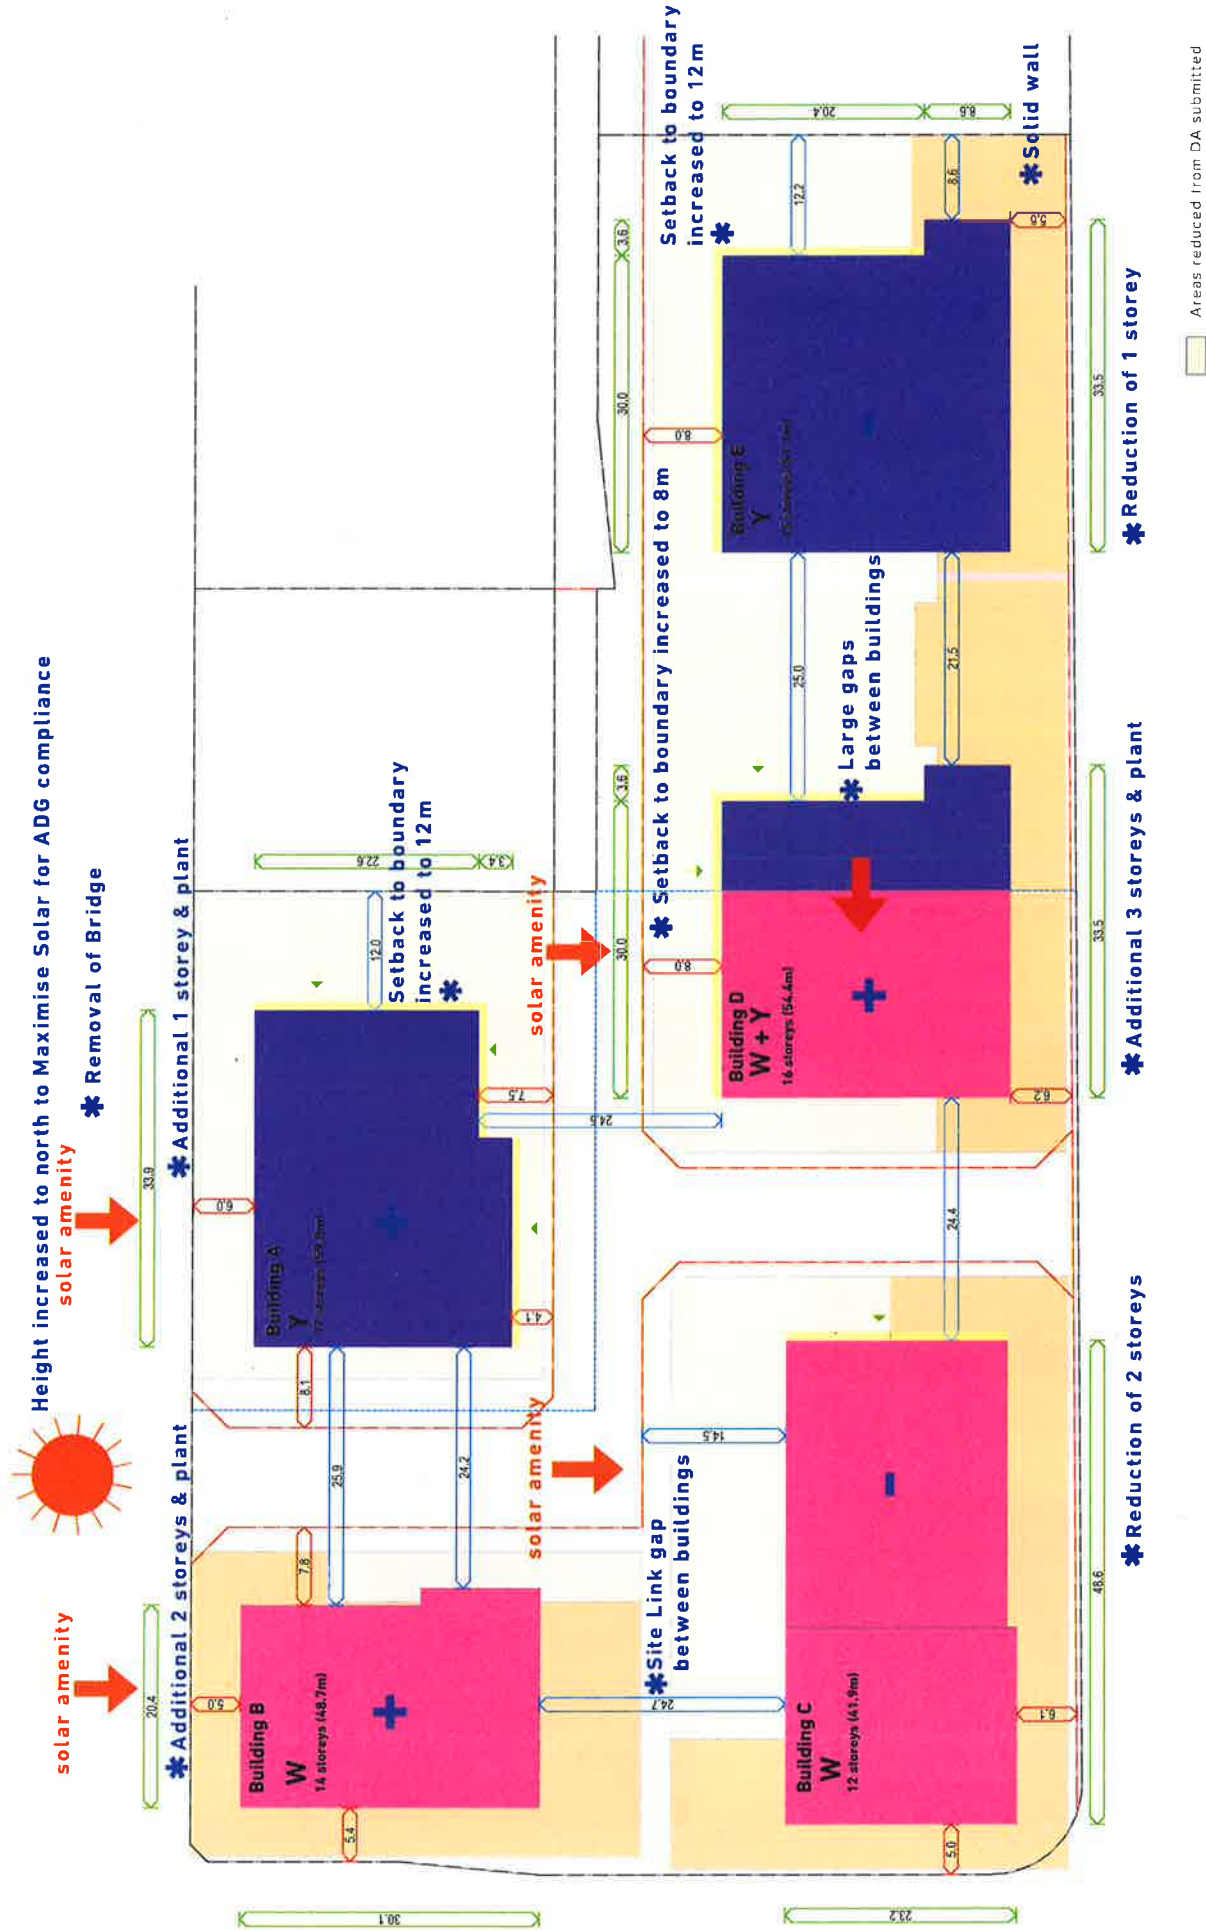 Height increased to north to Maximise Solar for ADG compliance
solar amenity
solar amenity
✱ Removal of Bridge
✱ Additional 2 storeys & plant
✱ Additional 1 storey & plant
20.4
33.9
5.0
6.0
Building B
W
14 storeys (48.7m)
+
Building A
Y
+
5.4
7.8
8.1
25.9
24.2
12.0
22.6
3.4
Setback to boundary
increased to 12m
✱
30.1
4.1
7.5
24.5
solar amenity
solar amenity
✱ Site Link gap
between buildings
24.7
14.5
30.0
3.6
30.0
3.6
✱ Setback to boundary increased to 8m
Setback to boundary
increased to 12m
✱
8.0
8.0
20.4
8.6
12.2
8.6
Building C
W
12 storeys (41.9m)
-
Building D
W + Y
16 storeys (54.4m)
+
Building E
Y
-
25.0
✱ Large gaps
between buildings
21.5
24.4
23.2
5.0
6.1
6.2
5.6
✱ Solid wall
48.6
33.5
33.5
✱ Reduction of 2 storeys
✱ Additional 3 storeys & plant
✱ Reduction of 1 storey
Areas reduced from DA submitted